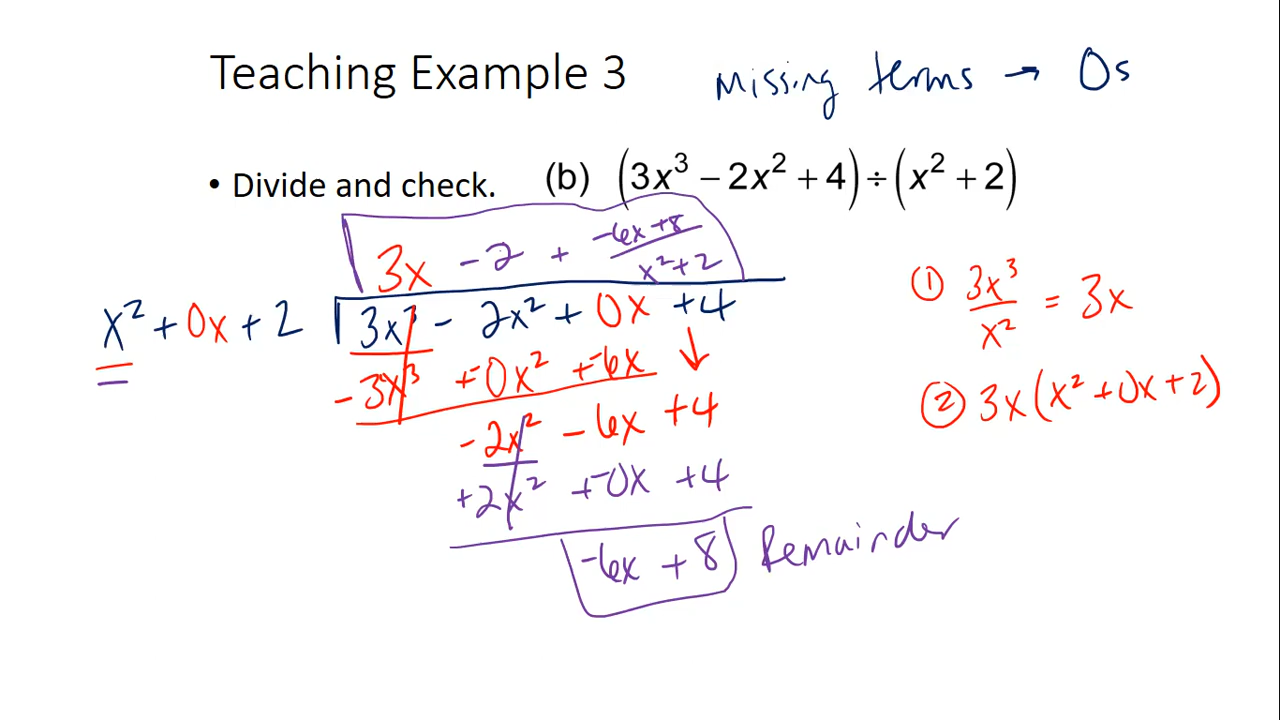 Teaching Example 3 Missing terms → 0s
• Divide and check. (b) (3x³ − 2x² + 4) ÷ (x² + 2)
3x - 2 + (-6x+8)/(x²+2)
x² + 0x + 2 3x³ - 2x² + 0x + 4
① 3x³/x² = 3x
- 3x³ +-0x² +-6x ↓
② 3x(x² + 0x + 2)
- 2x² - 6x + 4
+2x² +-0x +4
-6x + 8 Remainder